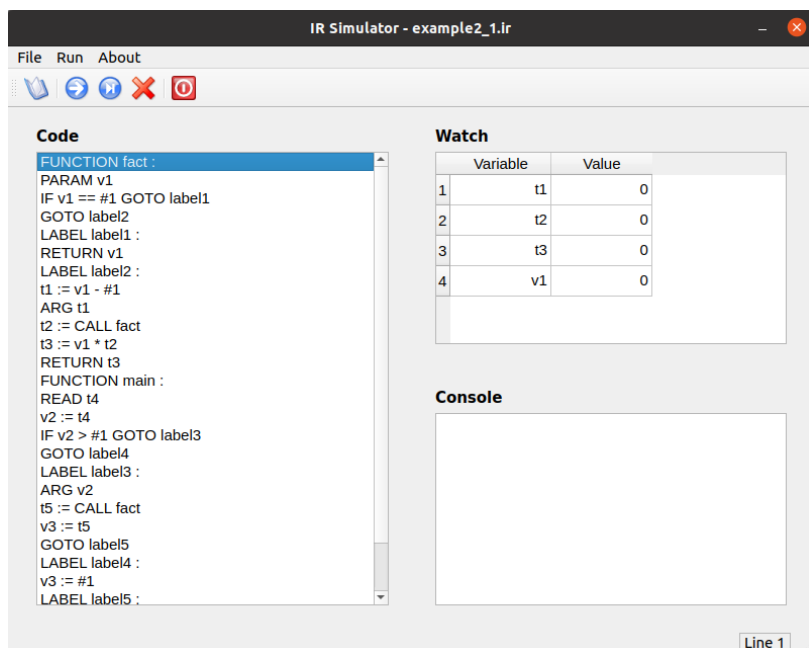 IR Simulator - example2_1.ir
File Run About
Code
FUNCTION fact :
PARAM v1
IF v1 == #1 GOTO label1
GOTO label2
LABEL label1 :
RETURN v1
LABEL label2 :
t1 := v1 - #1
ARG t1
t2 := CALL fact
t3 := v1 * t2
RETURN t3
FUNCTION main :
READ t4
v2 := t4
IF v2 > #1 GOTO label3
GOTO label4
LABEL label3 :
ARG v2
t5 := CALL fact
v3 := t5
GOTO label5
LABEL label4 :
v3 := #1
LABEL label5 :
Watch
Variable Value
1 t1 0
2 t2 0
3 t3 0
4 v1 0
Console
Line 1